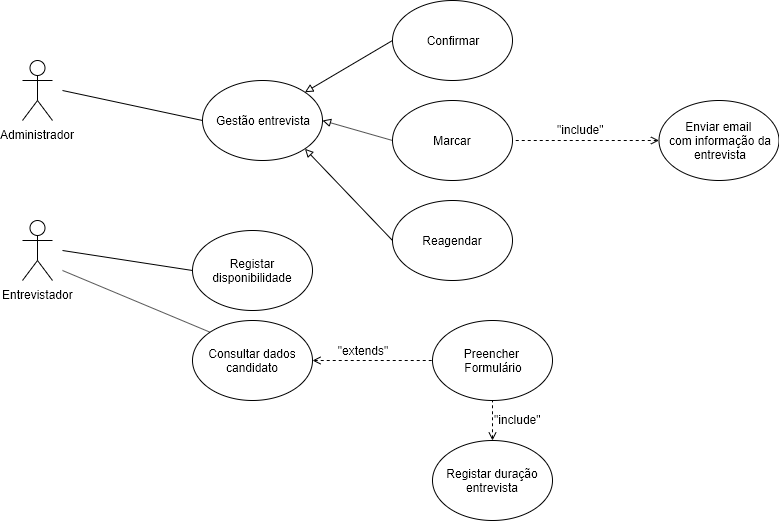 Confirmar
Administrador
Gestão entrevista
Marcar
"include"
Enviar email
com informação da
entrevista
Reagendar
Entrevistador
Registar
disponibilidade
Consultar dados
candidato
"extends"
Preencher
Formulário
"include"
Registar duração
entrevista